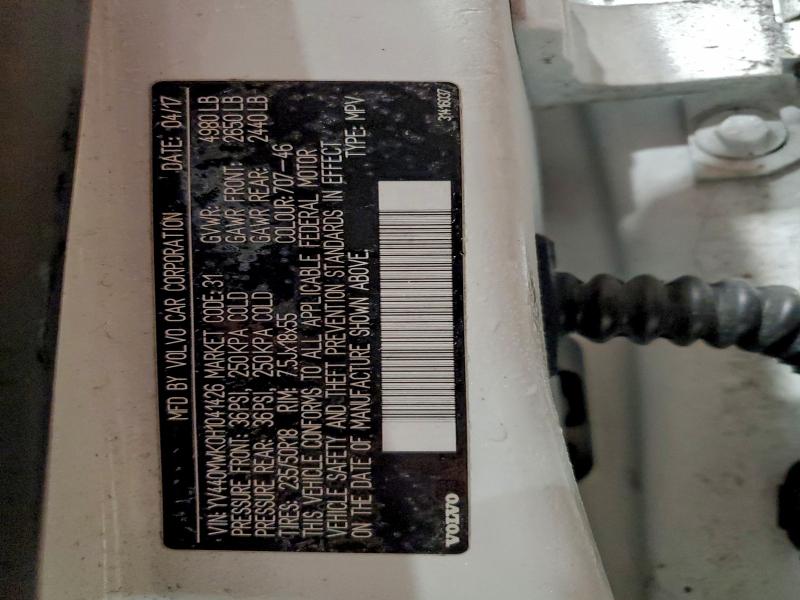 MFD BY VOLVO CAR CORPORATION DATE: 04/17
VIN: YV440MWK0H1041426 MARKET CODE: 31 GVWR: 4980 LB
PRESSURE FRONT: 36PSI, 250KPA COLD GAWR FRONT: 2650 LB
PRESSURE REAR: 36PSI, 250KPA COLD GAWR REAR: 2440 LB
TIRES: 235/50R18 RIM 7.5Jx18x55 COLOUR: 707-46
THIS VEHICLE CONFORMS TO ALL APPLICABLE FEDERAL MOTOR
VEHICLE SAFETY AND THEFT PREVENTION STANDARDS IN EFFECT
ON THE DATE OF MANUFACTURE SHOWN ABOVE. TYPE: MPV
VOLVO 31416037